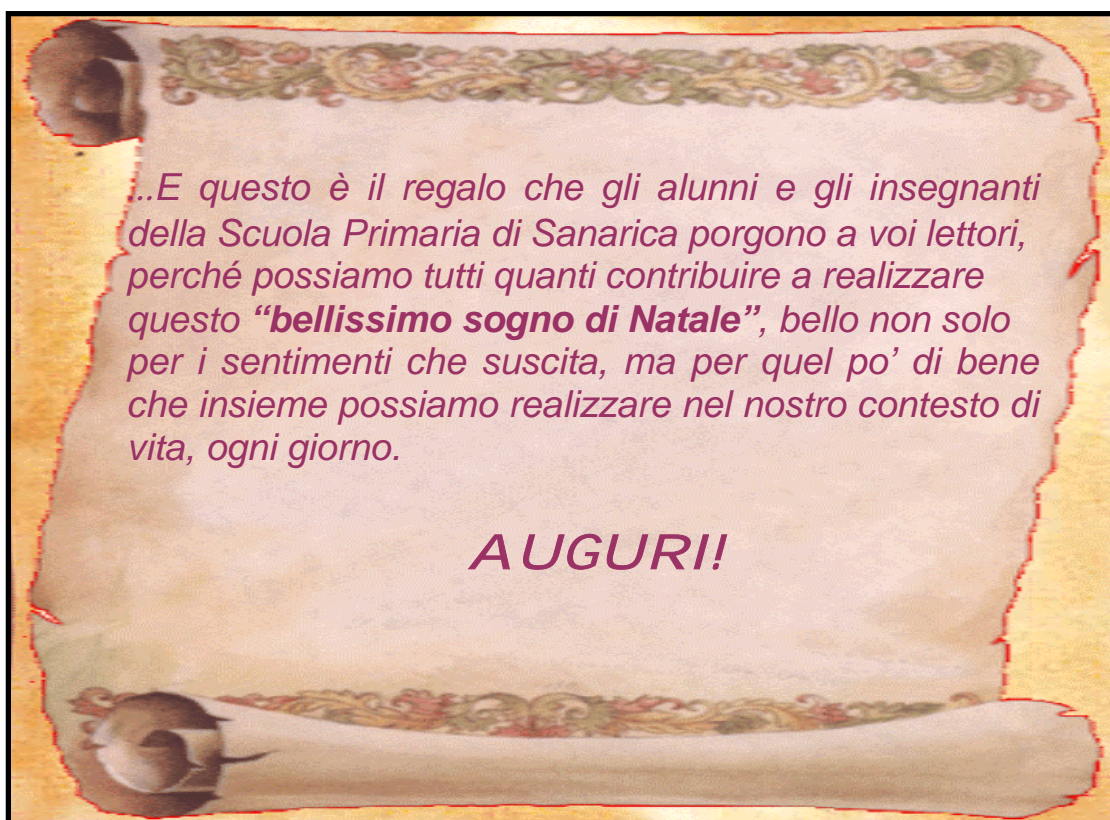 ...E questo è il regalo che gli alunni e gli insegnanti
della Scuola Primaria di Sanarica porgono a voi lettori,
perché possiamo tutti quanti contribuire a realizzare
questo “bellissimo sogno di Natale”, bello non solo
per i sentimenti che suscita, ma per quel po’ di bene
che insieme possiamo realizzare nel nostro contesto di
vita, ogni giorno.
AUGURI!